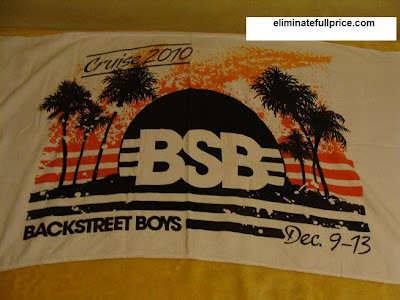 eliminatefullprice.com
Cruise 2010
BSB
BACKSTREET BOYS
Dec. 9-13